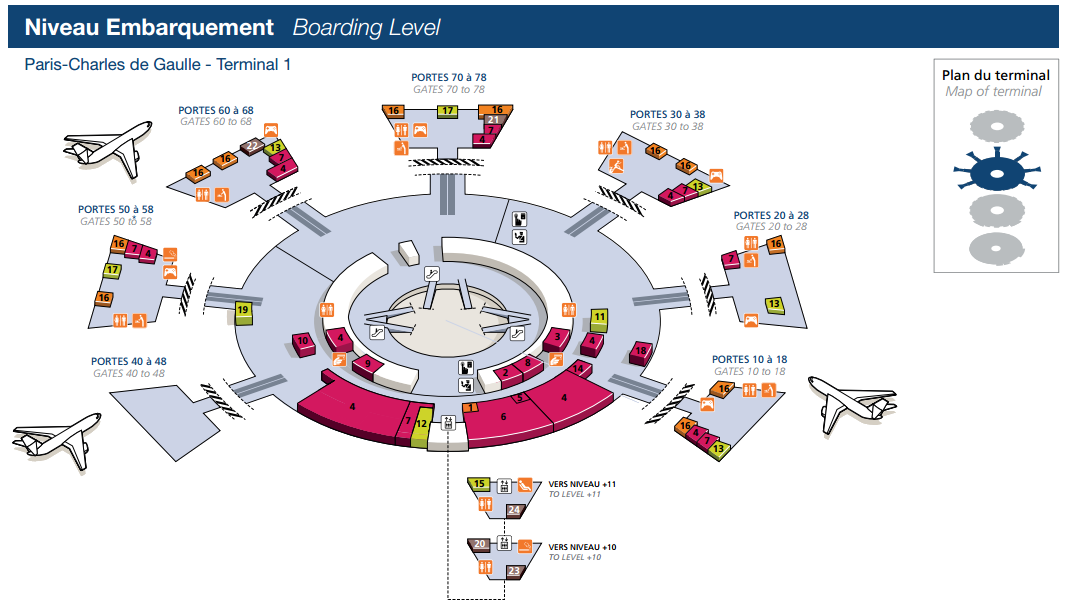 Niveau Embarquement Boarding Level
Paris-Charles de Gaulle - Terminal 1
Plan du terminal
Map of terminal
PORTES 70 à 78
GATES 70 to 78
16 17 16
21
7
4
PORTES 60 à 68
GATES 60 to 68
22 13
16 7
16 4
PORTES 30 à 38
GATES 30 to 38
16
16
13
4
PORTES 50 à 58
GATES 50 to 58
16 7 4
17
16
PORTES 20 à 28
GATES 20 to 28
16
7
13
19
11
10 4 3 4 18
9 2 8 14
PORTES 40 à 48
GATES 40 to 48
PORTES 10 à 18
GATES 10 to 18
16
16 4 7 13
4 7 12 1 6 5 4
15
24
VERS NIVEAU +11
TO LEVEL +11
20
23
VERS NIVEAU +10
TO LEVEL +10